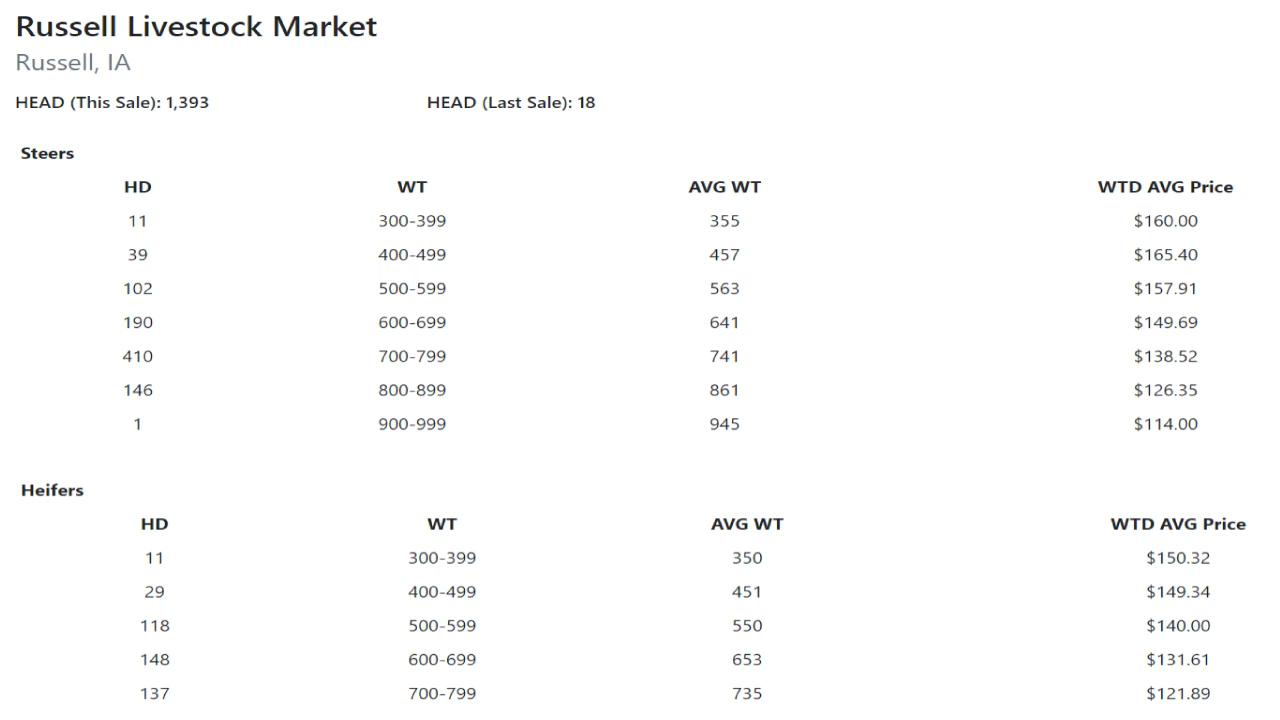 Russell Livestock Market
Russell, IA
HEAD (This Sale): 1,393 HEAD (Last Sale): 18
Steers
HD WT AVG WT WTD AVG Price
11 300-399 355 $160.00
39 400-499 457 $165.40
102 500-599 563 $157.91
190 600-699 641 $149.69
410 700-799 741 $138.52
146 800-899 861 $126.35
1 900-999 945 $114.00
Heifers
HD WT AVG WT WTD AVG Price
11 300-399 350 $150.32
29 400-499 451 $149.34
118 500-599 550 $140.00
148 600-699 653 $131.61
137 700-799 735 $121.89